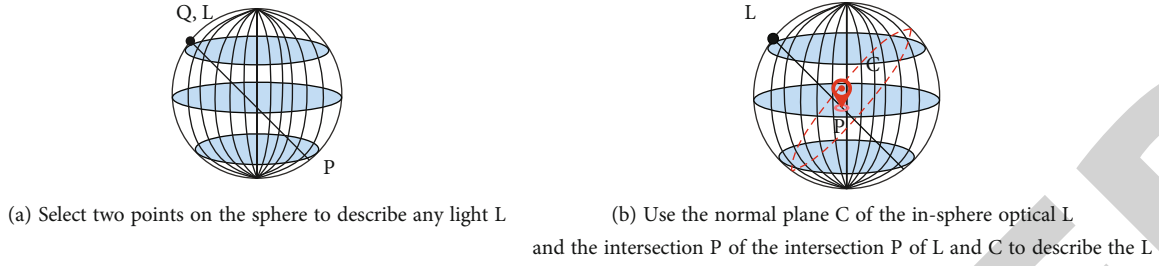 Q, L
P
L
C
P
(a) Select two points on the sphere to describe any light L
(b) Use the normal plane C of the in-sphere optical L
and the intersection P of the intersection P of L and C to describe the L